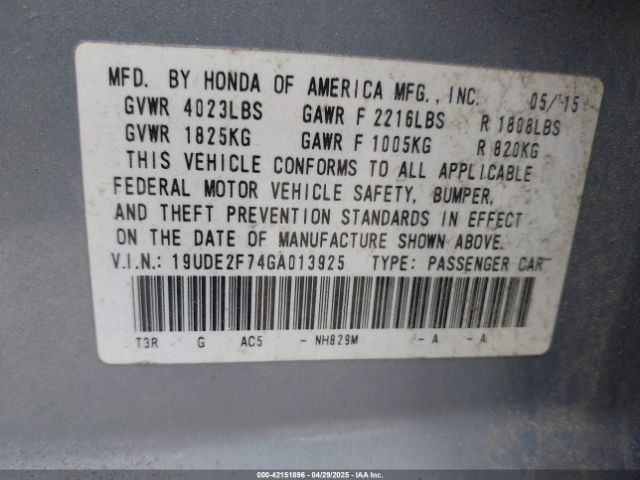 MFD. BY HONDA OF AMERICA MFG., INC. 05/15
GVWR 4023LBS GAWR F 2216LBS R 1808LBS
GVWR 1825KG GAWR F 1005KG R 820KG
THIS VEHICLE CONFORMS TO ALL APPLICABLE
FEDERAL MOTOR VEHICLE SAFETY, BUMPER,
AND THEFT PREVENTION STANDARDS IN EFFECT
ON THE DATE OF MANUFACTURE SHOWN ABOVE.
V.I.N.: 19UDE2F74GA013925 TYPE: PASSENGER CAR
T3R G AC5 - NH829M - A - A
000-42151896 - 04/29/2025 - IAA Inc.